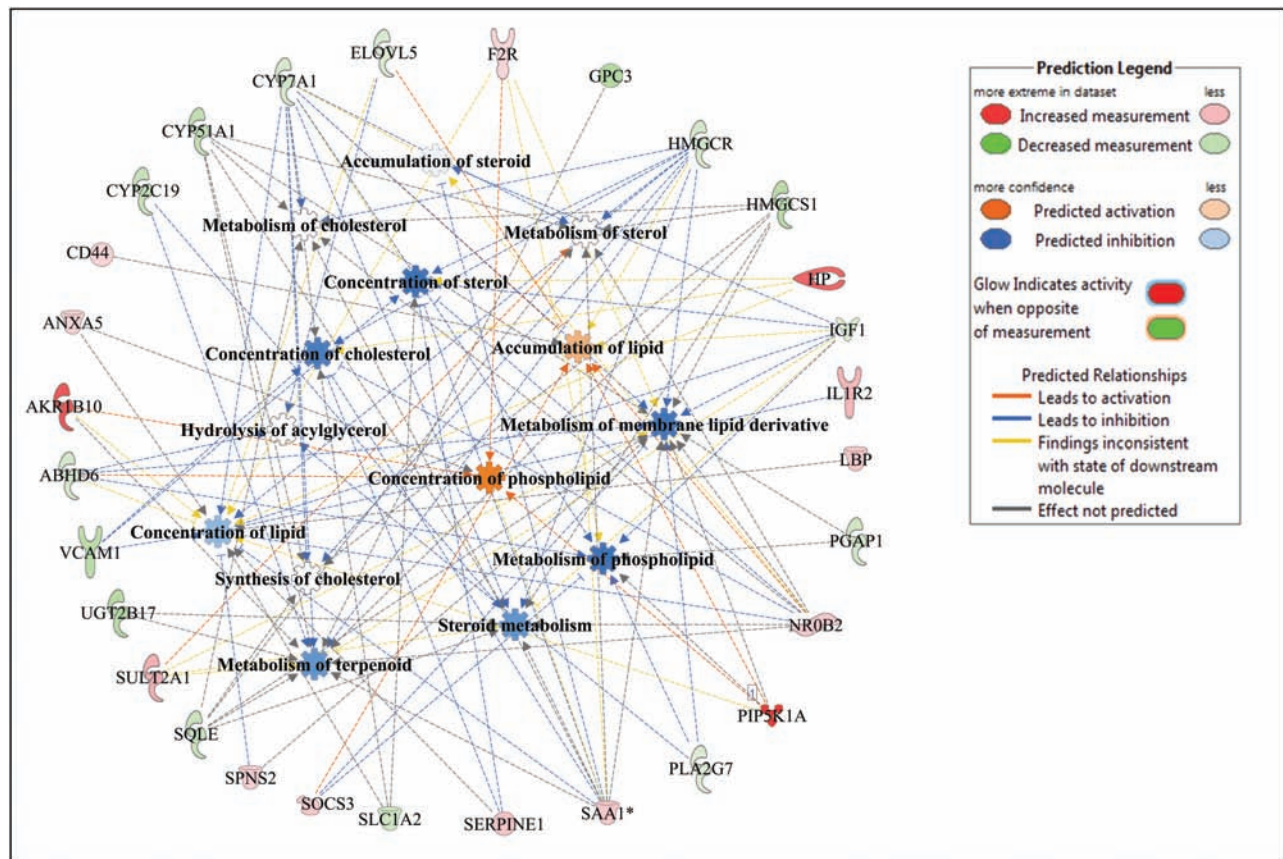 ELOVL5
F2R
CYP7A1
GPC3
CYP51A1
HMGCR
Accumulation of steroid
CYP2C19
HMGCS1
Metabolism of cholesterol
Metabolism of sterol
CD44
Concentration of sterol
HP
ANXA5
IGF1
Concentration of cholesterol
Accumulation of lipid
AKR1B10
IL1R2
Hydrolysis of acylglycerol
Metabolism of membrane lipid derivative
LBP
ABHD6
Concentration of phospholipid
Concentration of lipid
PGAP1
VCAM1
Metabolism of phospholipid
Synthesis of cholesterol
UGT2B17
Steroid metabolism
NR0B2
Metabolism of terpenoid
SULT2A1
1
PIP5K1A
SQLE
PLA2G7
SPNS2
SOCS3
SLC1A2
SERPINE1
SAA1*
Prediction Legend
more extreme in dataset less
Increased measurement
Decreased measurement
more confidence less
Predicted activation
Predicted inhibition
Glow Indicates activity
when opposite
of measurement
Predicted Relationships
Leads to activation
Leads to inhibition
Findings inconsistent
with state of downstream
molecule
Effect not predicted